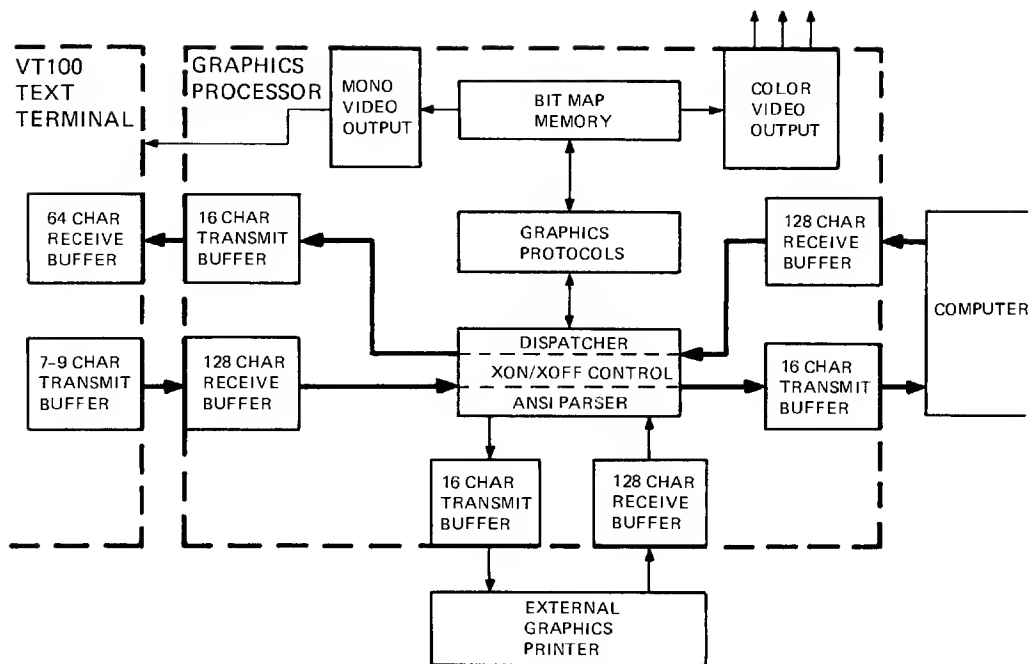 VT100
TEXT
TERMINAL
GRAPHICS
PROCESSOR
MONO
VIDEO
OUTPUT
BIT MAP
MEMORY
COLOR
VIDEO
OUTPUT
64 CHAR
RECEIVE
BUFFER
16 CHAR
TRANSMIT
BUFFER
GRAPHICS
PROTOCOLS
128 CHAR
RECEIVE
BUFFER
COMPUTER
7-9 CHAR
TRANSMIT
BUFFER
128 CHAR
RECEIVE
BUFFER
DISPATCHER
XON/XOFF CONTROL
ANSI PARSER
16 CHAR
TRANSMIT
BUFFER
16 CHAR
TRANSMIT
BUFFER
128 CHAR
RECEIVE
BUFFER
EXTERNAL
GRAPHICS
PRINTER